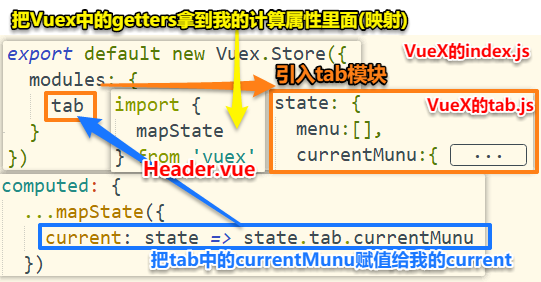 把Vuex中的getters拿到我的计算属性里面(映射)
export default new Vuex.Store({
VueX的index.js
modules: {
引入tab模块
tab
}
})
import {
mapState
} from 'vuex'
state: {
VueX的tab.js
menu:[],
currentMunu:{ ...
Header.vue
computed: {
...mapState({
current: state => state.tab.currentMunu
})
把tab中的currentMunu赋值给我的current